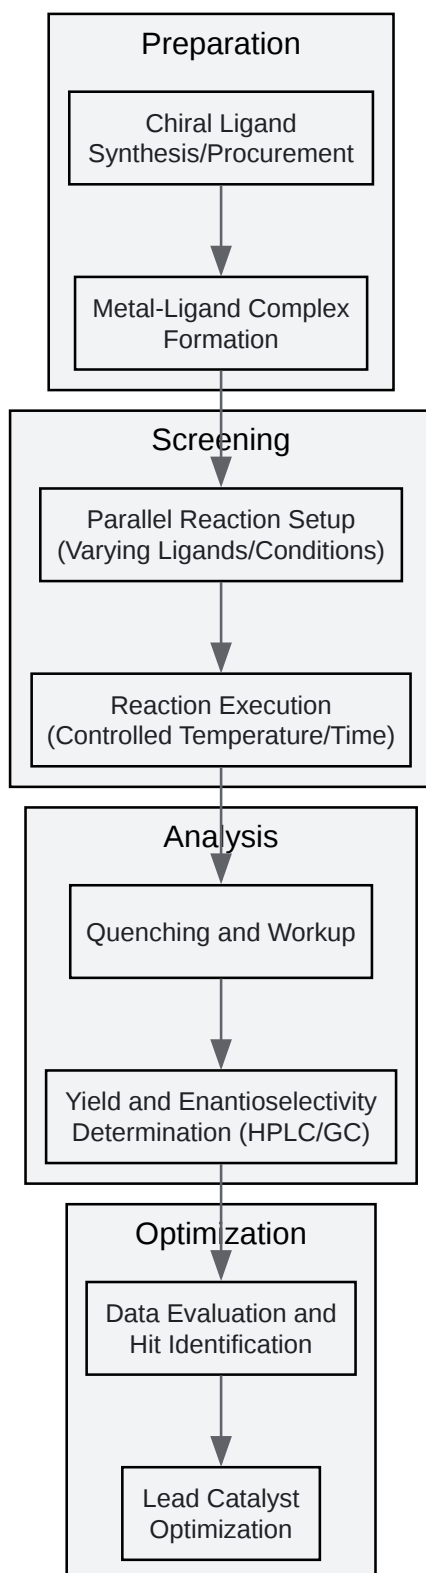 Preparation
Chiral Ligand
Synthesis/Procurement
Metal-Ligand Complex
Formation
Screening
Parallel Reaction Setup
(Varying Ligands/Conditions)
Reaction Execution
(Controlled Temperature/Time)
Analysis
Quenching and Workup
Yield and Enantioselectivity
Determination (HPLC/GC)
Optimization
Data Evaluation and
Hit Identification
Lead Catalyst
Optimization